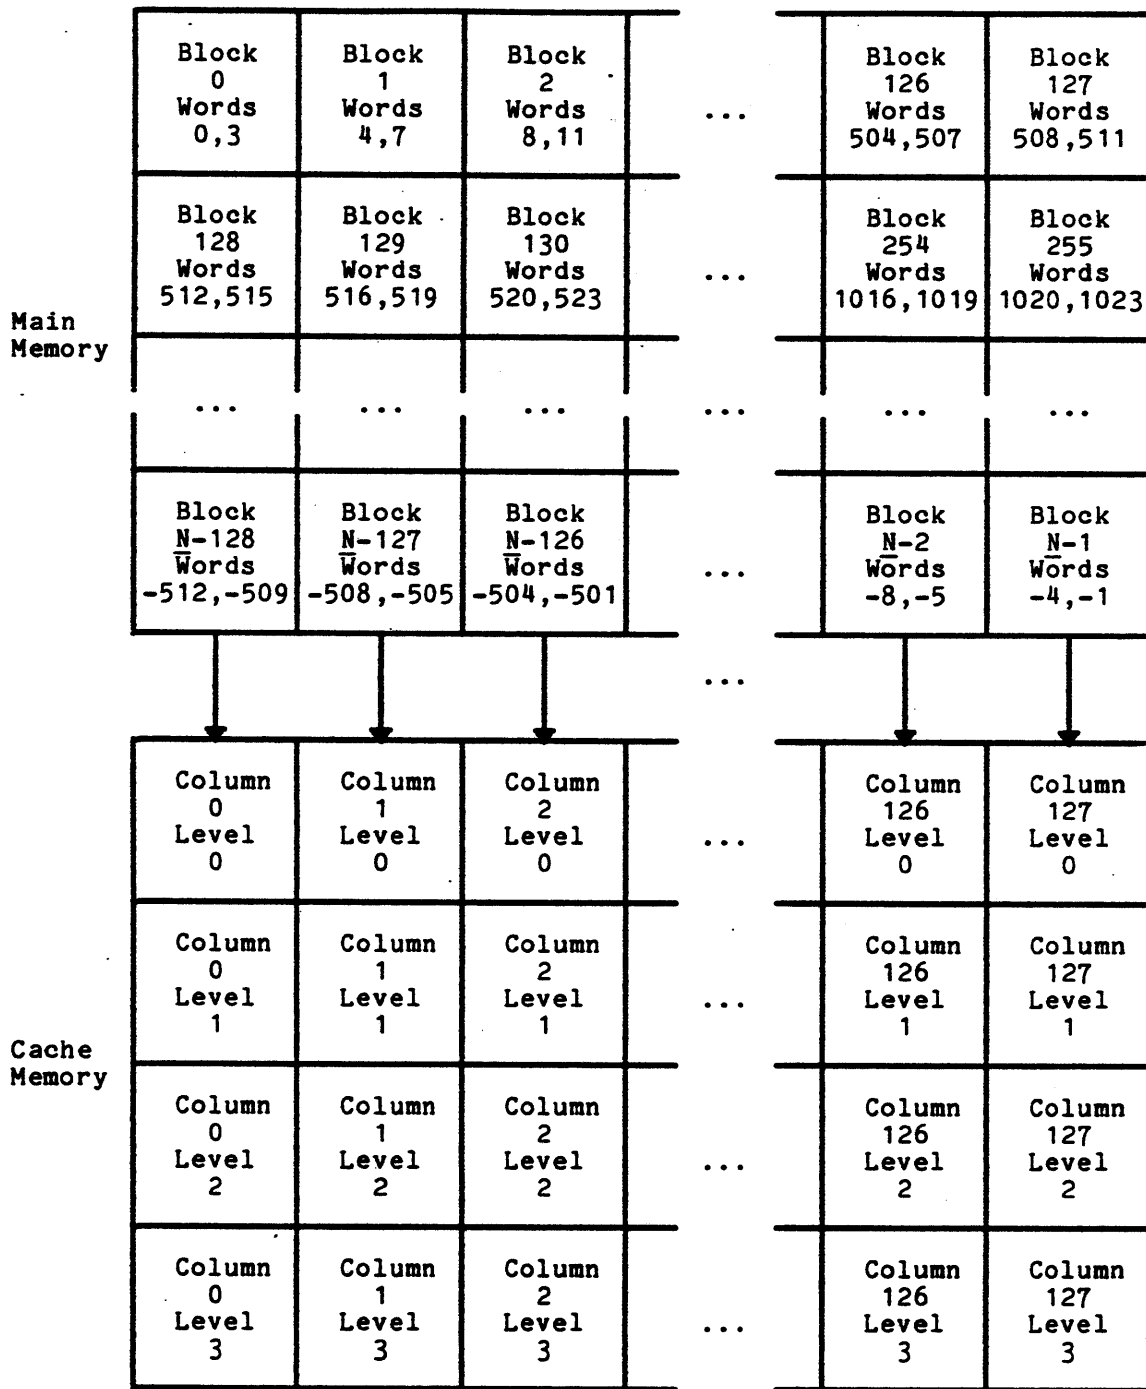 Block Block Block Block Block
0 1 2 126 127
Words Words Words ... Words Words
0,3 4,7 8,11 504,507 508,511
Block Block Block Block Block
128 129 130 254 255
Words Words Words ... Words Words
512,515 516,519 520,523 1016,1019 1020,1023
Main
Memory
... ... ... ... ... ...
Block Block Block Block Block
N-128 N-127 N-126 N-2 N-1
Words Words Words ... Words Words
-512,-509 -508,-505 -504,-501 -8,-5 -4,-1
...
Column Column Column Column Column
0 1 2 126 127
Level Level Level ... Level Level
0 0 0 0 0
Column Column Column Column Column
0 1 2 126 127
Level Level Level ... Level Level
1 1 1 1 1
Cache
Memory
Column Column Column Column Column
0 1 2 126 127
Level Level Level ... Level Level
2 2 2 2 2
Column Column Column Column Column
0 1 2 126 127
Level Level Level ... Level Level
3 3 3 3 3